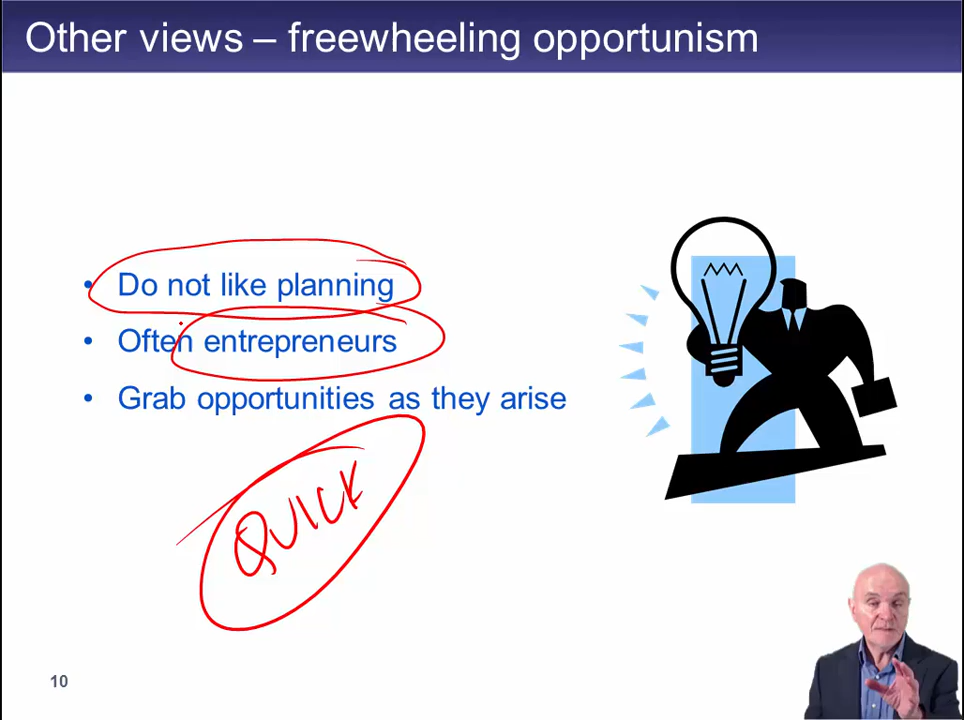 Other views – freewheeling opportunism
• Do not like planning
• Often entrepreneurs
• Grab opportunities as they arise
QUICK
10